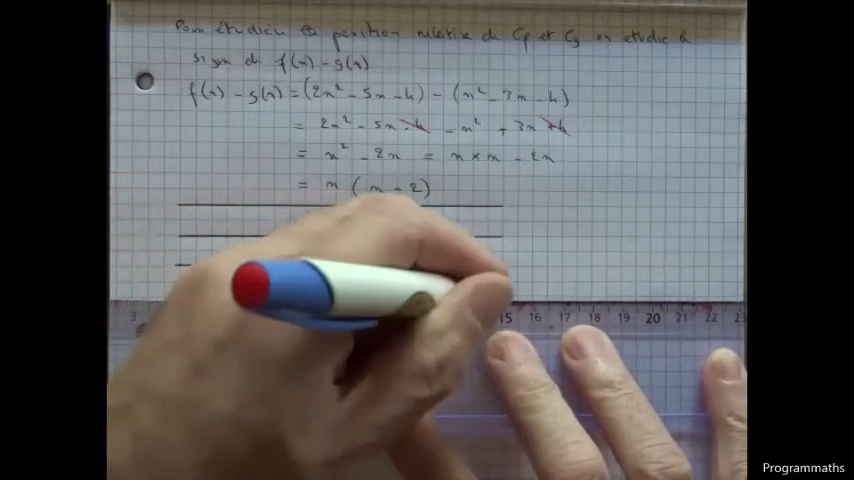 Pour étudier la position relative de Cf et Cg on étudie le
signe de f(x) - g(x)
f(x) - g(x) = (2x² - 5x - 4) - (x² - 3x - 4)
= 2x² - 5x - 4 - x² + 3x + 4
= x² - 2x = x × x - 2x
= x (x - 2)
3 15 16 17 18 19 20 21 22 23
Programmaths